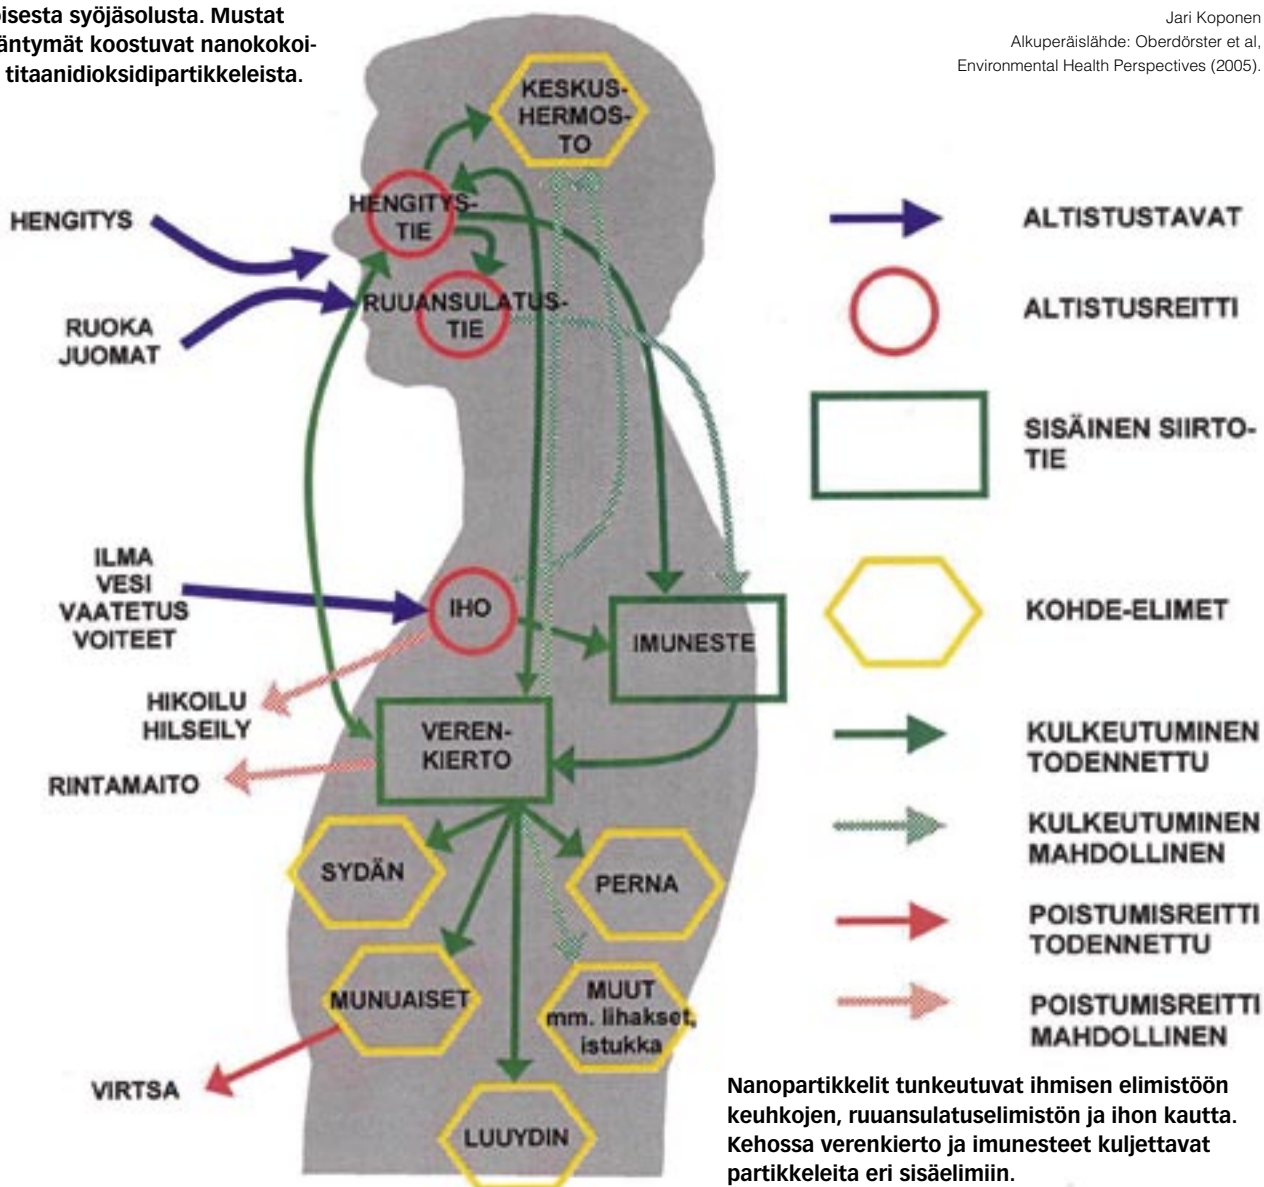 oisesta syöjäsolusta. Mustat
äntymät koostuvat nanokokoi-
titaanidioksidipartikkeleista.
Jari Koponen
Alkuperäislähde: Oberdörster et al,
Environmental Health Perspectives (2005).
KESKUS-
HERMOS-
TO
HENGITYS-
TIE
HENGITYS
RUUANSULATUS-
TIE
RUOKA
JUOMAT
ILMA
VESI
VAATETUS
VOITEET
IHO
IMUNESTE
HIKOILU
HILSEILY
VEREN-
KIERTO
RINTAMAITO
SYDÄN
PERNA
MUNUAISET
MUUT
mm. lihakset,
istukka
VIRTSA
LUUYDIN
ALTISTUSTAVAT
ALTISTUSREITTI
SISÄINEN SIIRTO-
TIE
KOHDE-ELIMET
KULKEUTUMINEN
TODENNETTU
KULKEUTUMINEN
MAHDOLLINEN
POISTUMISREITTI
TODENNETTU
POISTUMISREITTI
MAHDOLLINEN
Nanopartikkelit tunkeutuvat ihmisen elimistöön
keuhkojen, ruuansulatuselimistön ja ihon kautta.
Kehossa verenkierto ja imunesteet kuljettavat
partikkeleita eri sisäelimiin.